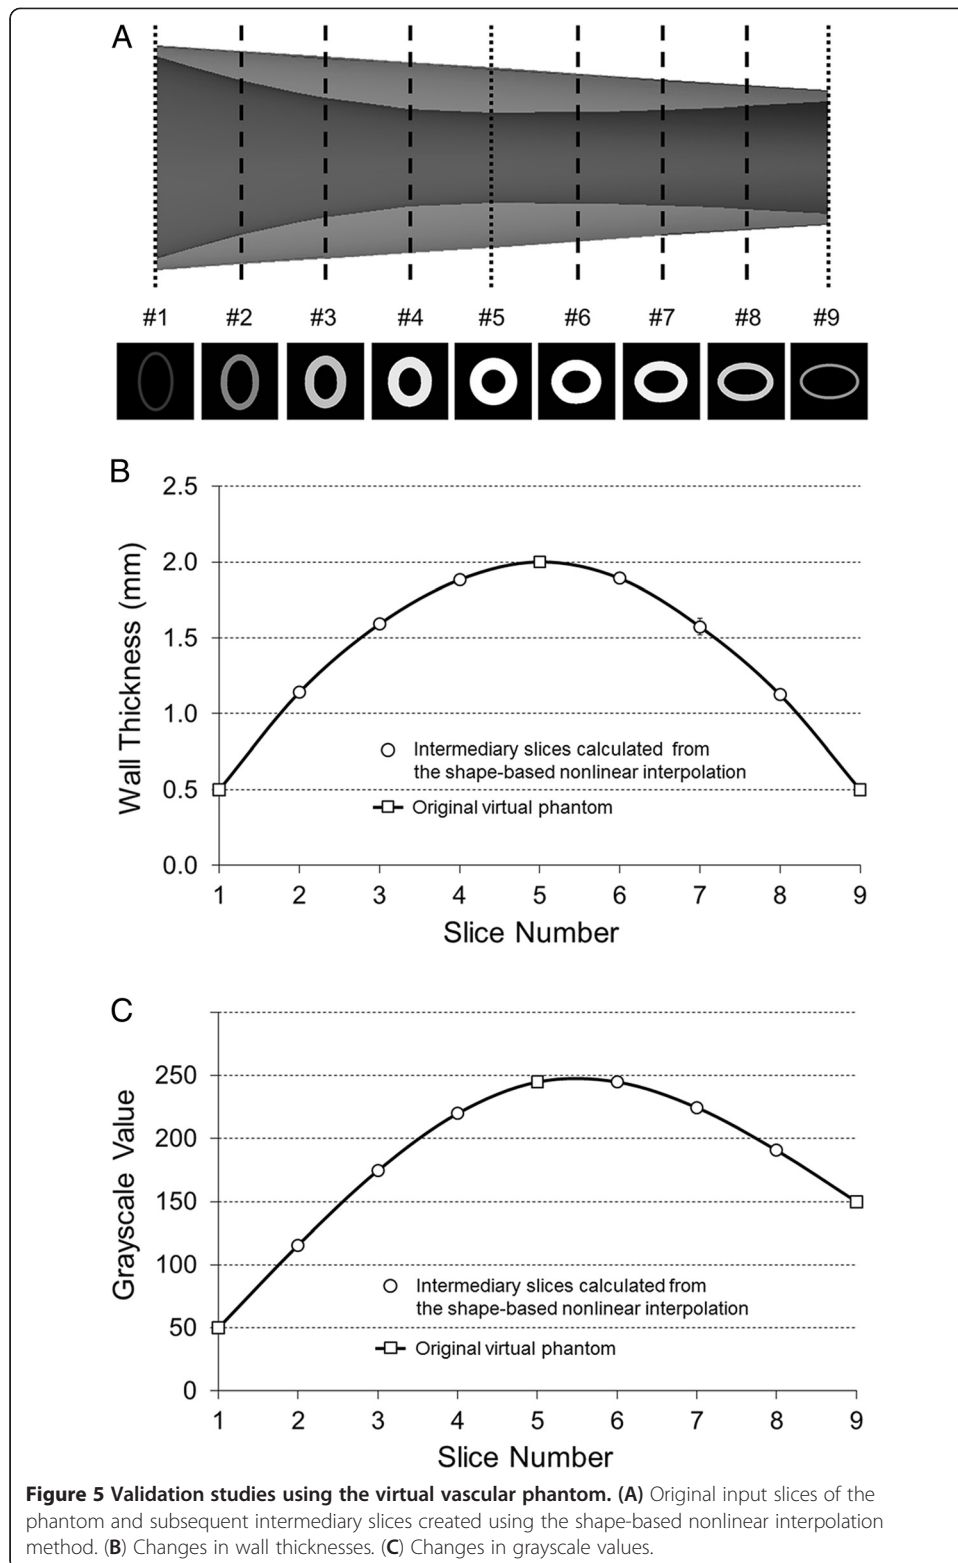 A
#1 #2 #3 #4 #5 #6 #7 #8 #9
B
2.5
2.0
1.5
1.0
0.5
0.0
Wall Thickness (mm)
Intermediary slices calculated from
the shape-based nonlinear interpolation
Original virtual phantom
1 2 3 4 5 6 7 8 9
Slice Number
C
250
200
150
100
50
0
Grayscale Value
Intermediary slices calculated from
the shape-based nonlinear interpolation
Original virtual phantom
1 2 3 4 5 6 7 8 9
Slice Number
Figure 5 Validation studies using the virtual vascular phantom. (A) Original input slices of the
phantom and subsequent intermediary slices created using the shape-based nonlinear interpolation
method. (B) Changes in wall thicknesses. (C) Changes in grayscale values.